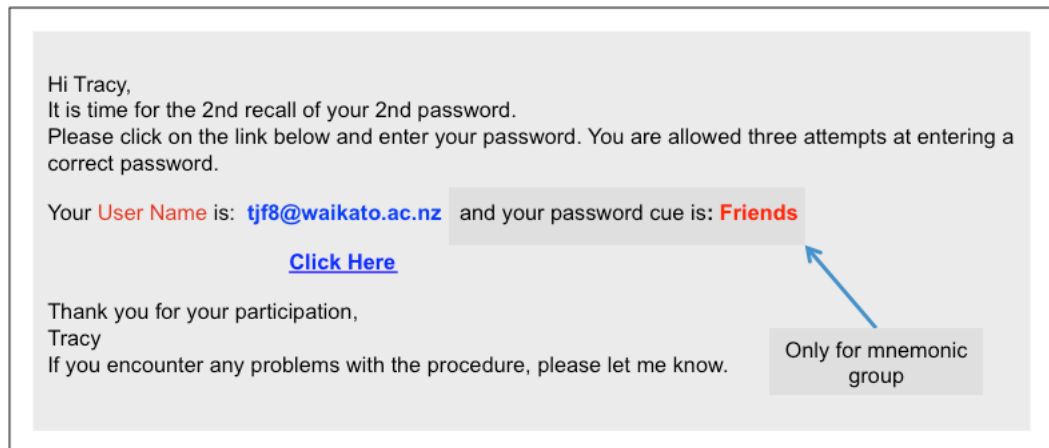 Hi Tracy,
It is time for the 2nd recall of your 2nd password.
Please click on the link below and enter your password. You are allowed three attempts at entering a
correct password.
Your User Name is: tjf8@waikato.ac.nz and your password cue is: Friends
Click Here
Thank you for your participation,
Tracy
If you encounter any problems with the procedure, please let me know.
Only for mnemonic
group